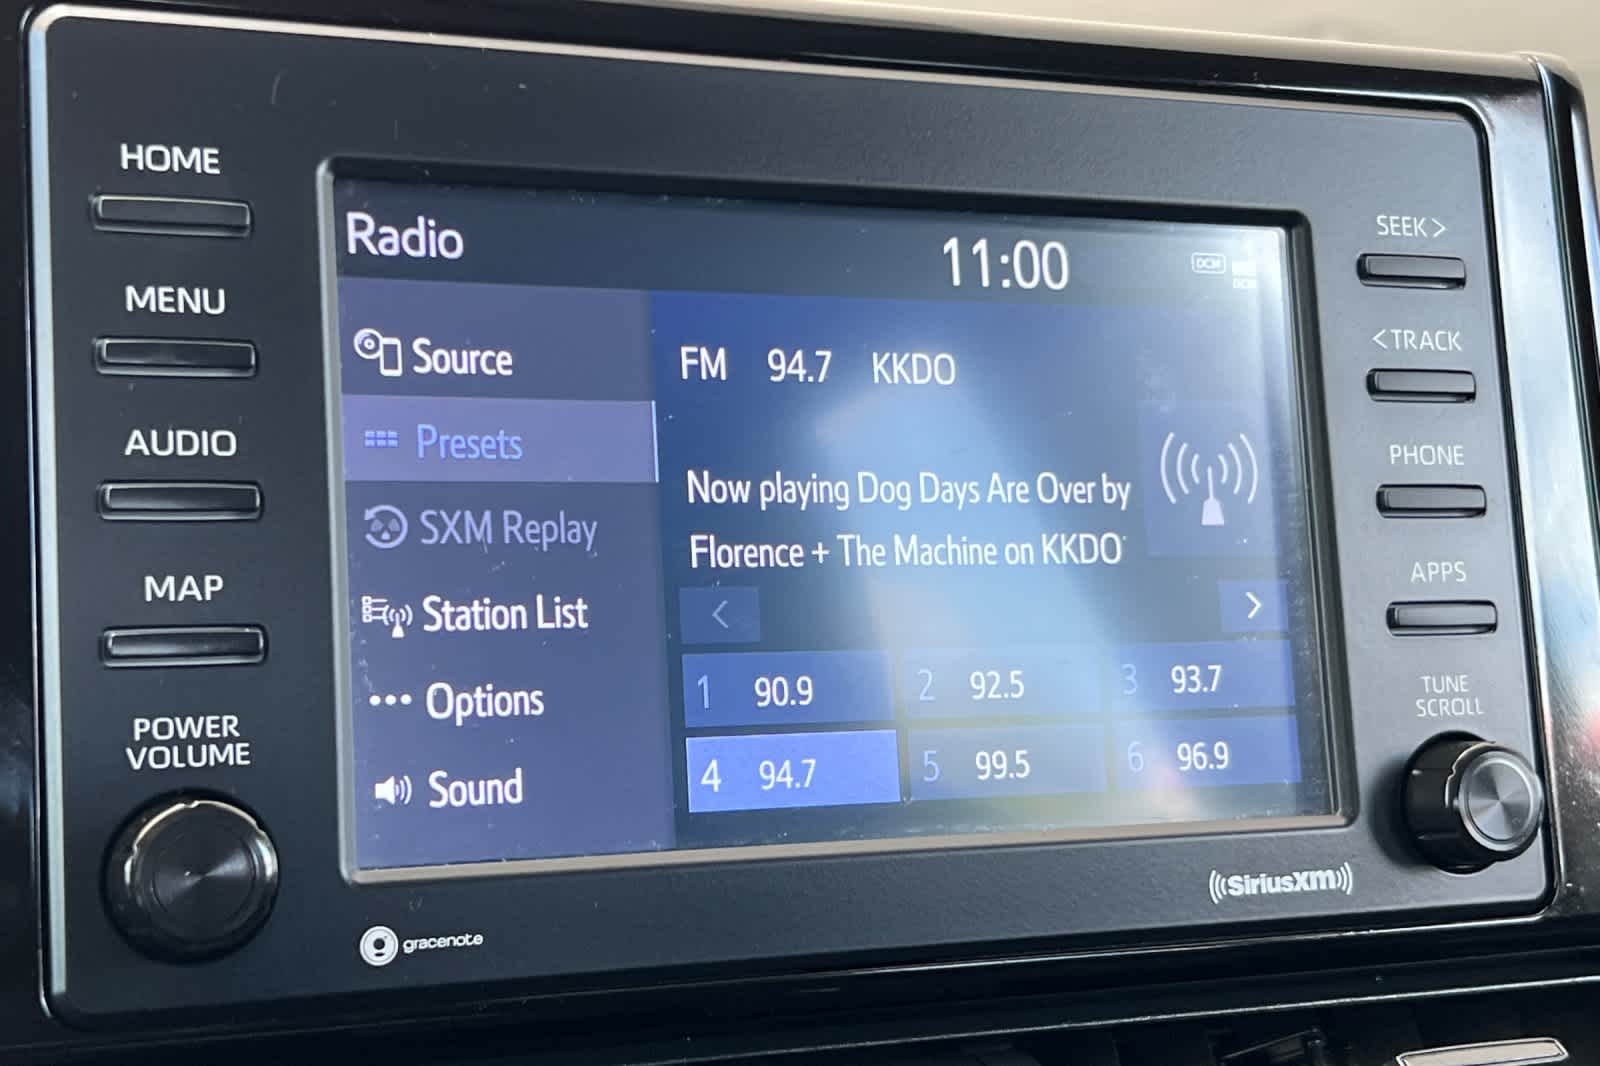 HOME
MENU
AUDIO
MAP
POWER
VOLUME
Radio
11:00
DCM
DCM
Source
Presets
SXM Replay
Station List
Options
Sound
FM 94.7 KKDO
Now playing Dog Days Are Over by
Florence + The Machine on KKDO
< >
1 90.9 2 92.5 3 93.7
4 94.7 5 99.5 6 96.9
SEEK >
< TRACK
PHONE
APPS
TUNE
SCROLL
gracenote
((SiriusXM))